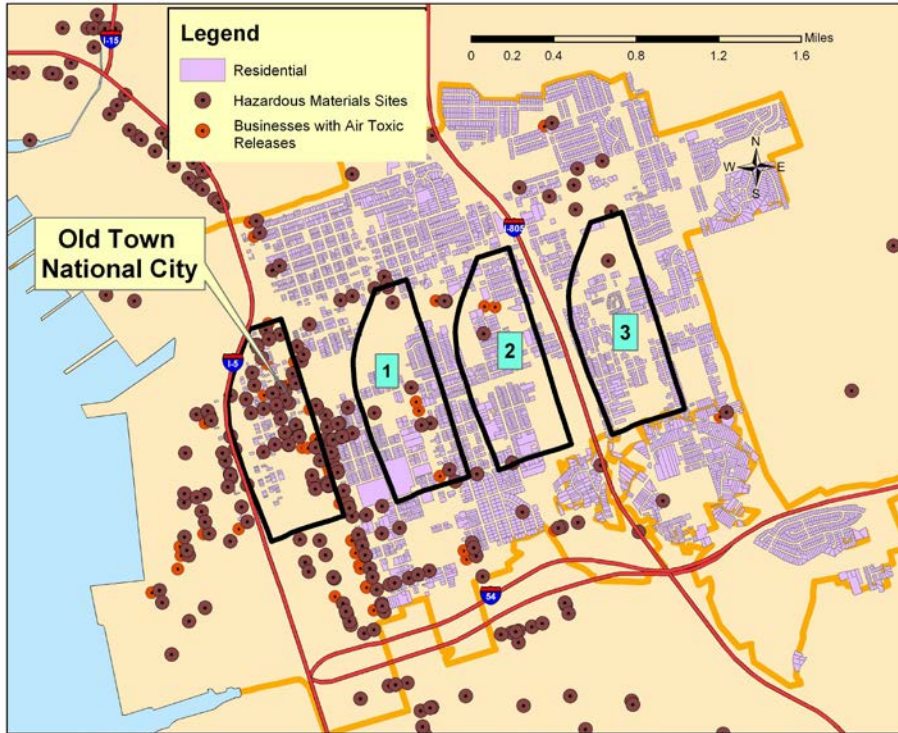 Legend
Residential
Hazardous Materials Sites
Businesses with Air Toxic
Releases
Miles
0 0.2 0.4 0.8 1.2 1.6
I-15
N
W E
S
I-805
Old Town
National City
I-5
1
2
3
54